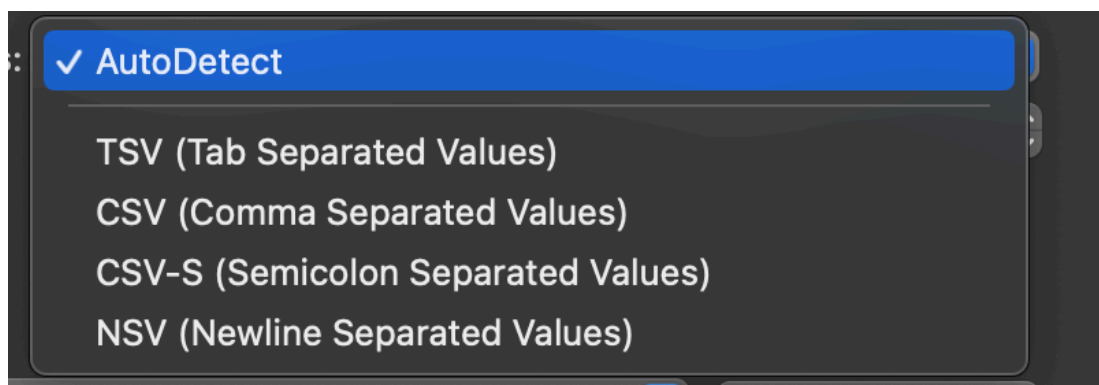 s:
✓ AutoDetect
TSV (Tab Separated Values)
CSV (Comma Separated Values)
CSV-S (Semicolon Separated Values)
NSV (Newline Separated Values)